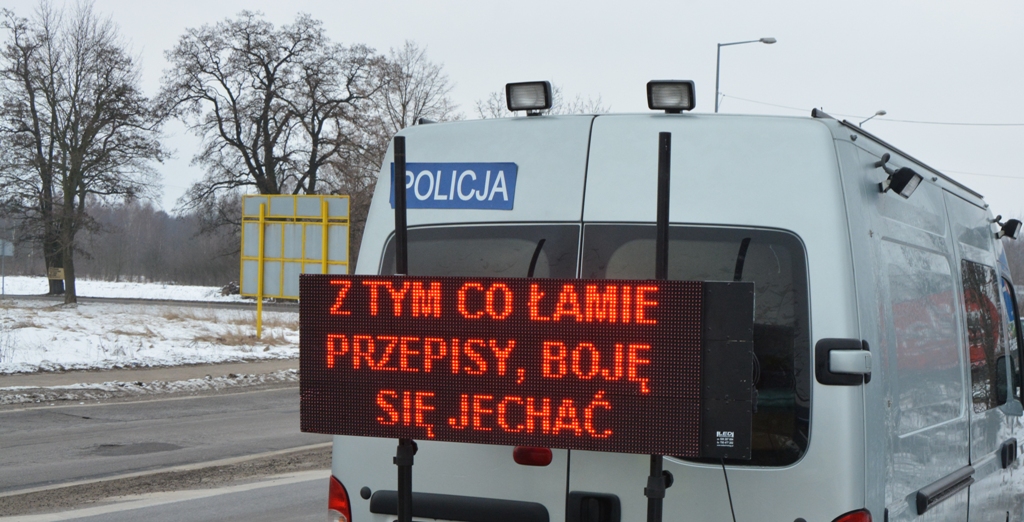 POLICJA
Z TYM CO ŁAMIE
PRZEPISY, BOJĘ
SIĘ JECHAĆ